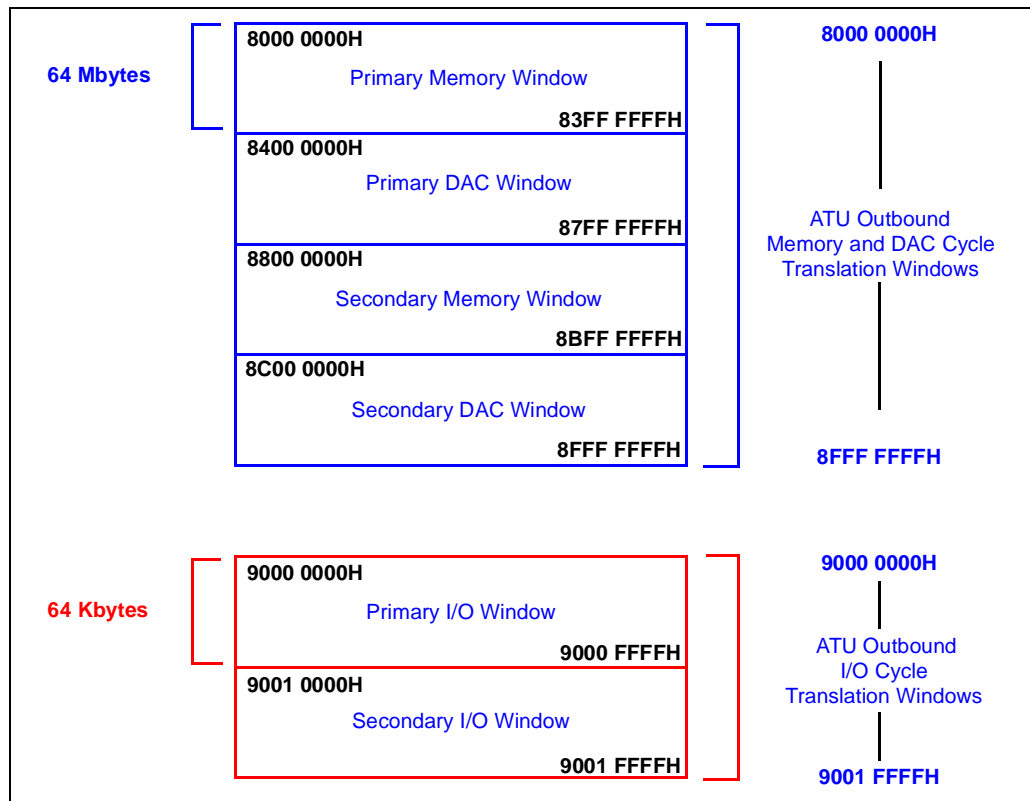 8000 0000H
8000 0000H
64 Mbytes
Primary Memory Window
83FF FFFFH
8400 0000H
Primary DAC Window
87FF FFFFH
ATU Outbound
Memory and DAC Cycle
Translation Windows
8800 0000H
Secondary Memory Window
8BFF FFFFH
8C00 0000H
Secondary DAC Window
8FFF FFFFH
8FFF FFFFH
9000 0000H
9000 0000H
64 Kbytes
Primary I/O Window
9000 FFFFH
ATU Outbound
I/O Cycle
Translation Windows
9001 0000H
Secondary I/O Window
9001 FFFFH
9001 FFFFH